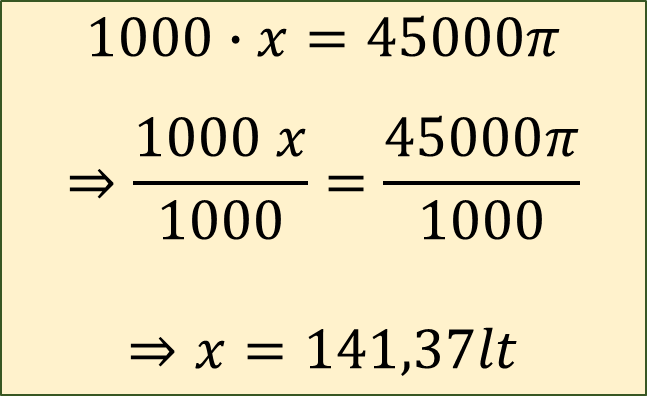 1000 · x = 45000π
⇒ 1000 x / 1000 = 45000π / 1000
⇒ x = 141,37lt